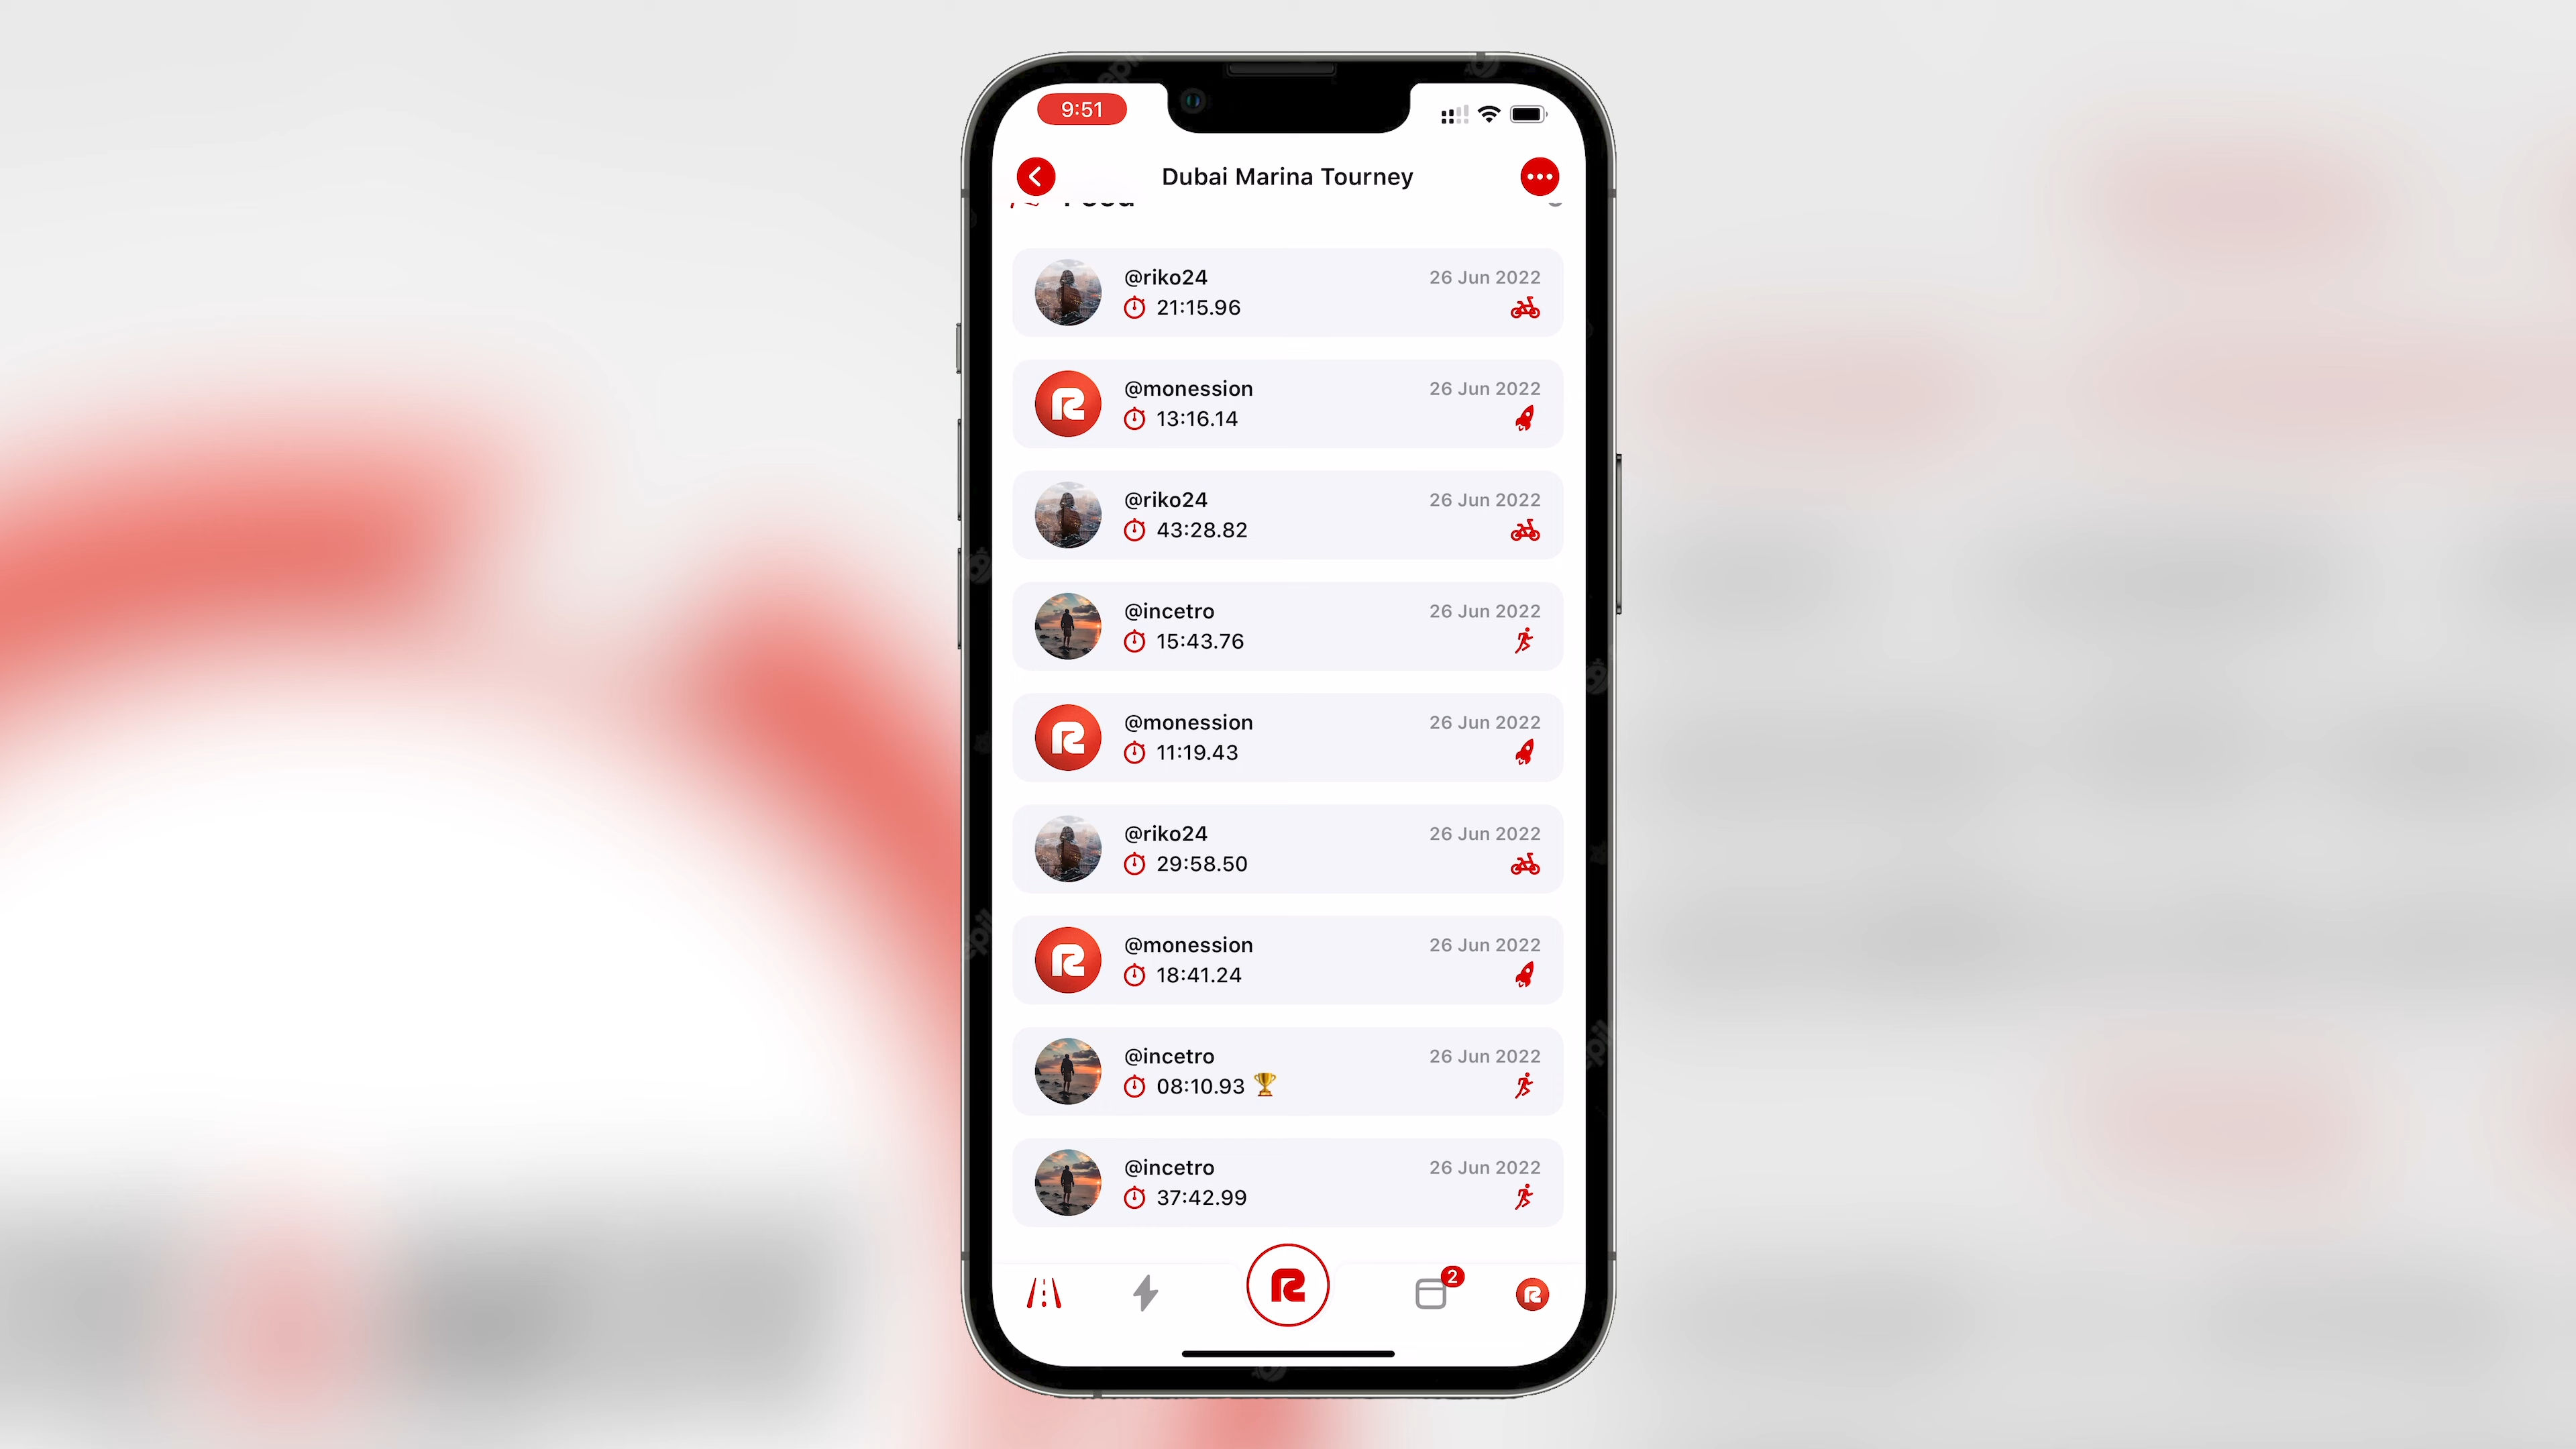 9:51
Dubai Marina Tourney
@riko24
26 Jun 2022
21:15.96
@monession
26 Jun 2022
13:16.14
@riko24
26 Jun 2022
43:28.82
@incetro
26 Jun 2022
15:43.76
@monession
26 Jun 2022
11:19.43
@riko24
26 Jun 2022
29:58.50
@monession
26 Jun 2022
18:41.24
@incetro
26 Jun 2022
08:10.93
@incetro
26 Jun 2022
37:42.99
2